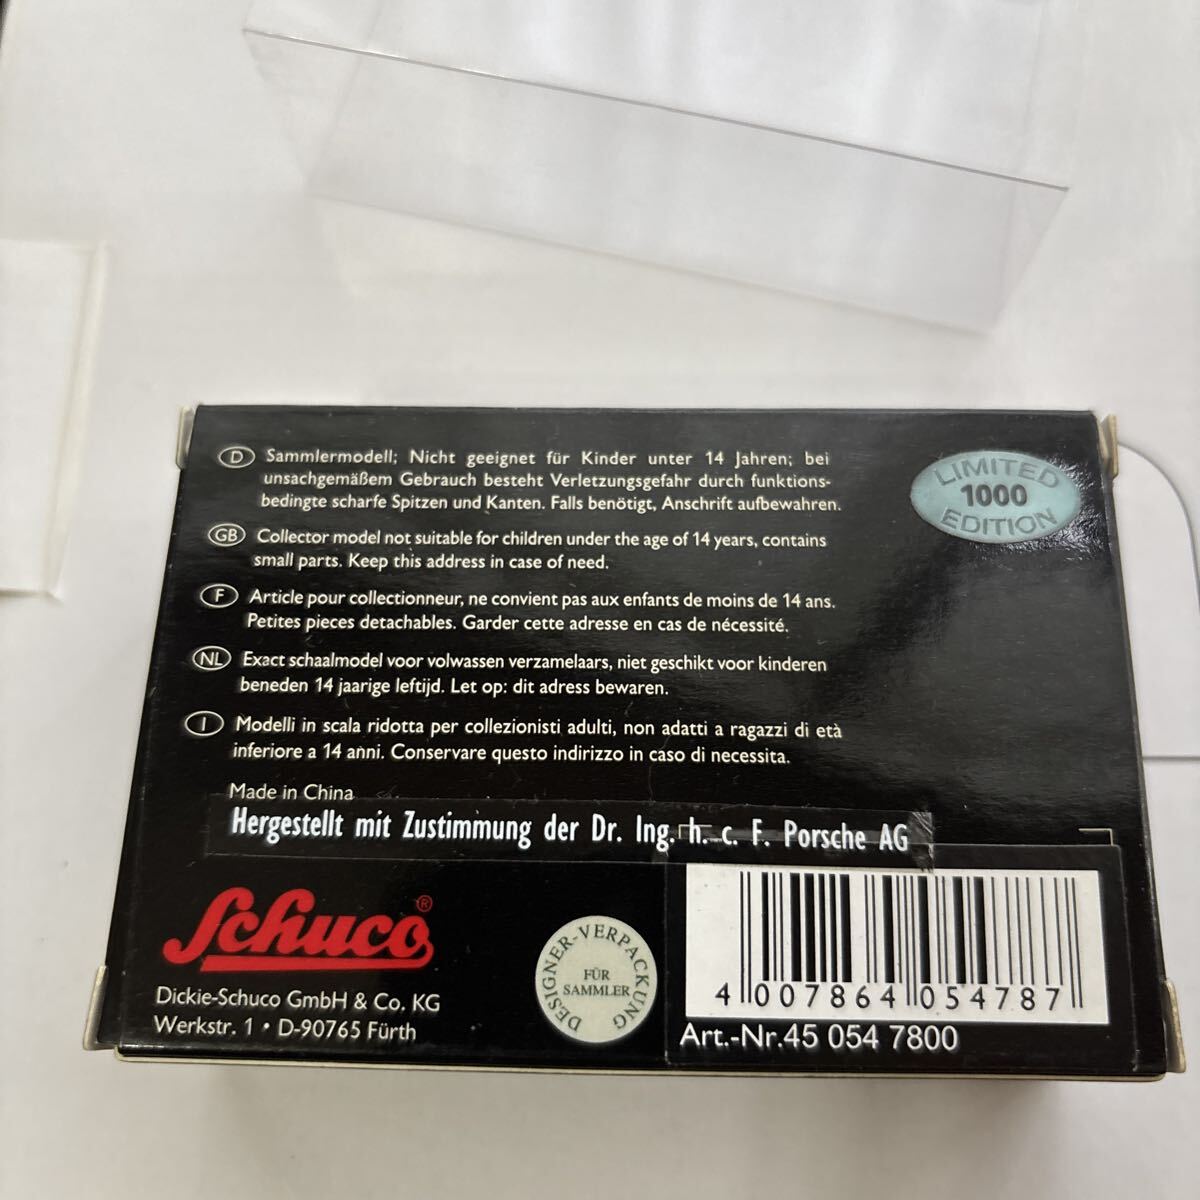 D Sammlermodell; Nicht geeignet für Kinder unter 14 Jahren; bei
unsachgemäßem Gebrauch besteht Verletzungsgefahr durch funktions-
bedingte scharfe Spitzen und Kanten. Falls benötigt, Anschrift aufbewahren.
GB Collector model not suitable for children under the age of 14 years, contains
small parts. Keep this address in case of need.
F Article pour collectionneur, ne convient pas aux enfants de moins de 14 ans.
Petites pieces detachables. Garder cette adresse en cas de nécessité.
NL Exact schaalmodel voor volwassen verzamelaars, niet geschikt voor kinderen
beneden 14 jaarige leftijd. Let op: dit adress bewaren.
I Modelli in scala ridotta per collezionisti adulti, non adatti a ragazzi di età
inferiore a 14 anni. Conservare questo indirizzo in caso di necessita.
LIMITED
1000
EDITION
Made in China
Hergestellt mit Zustimmung der Dr. Ing. h. c. F. Porsche AG
Schuco®
Dickie-Schuco GmbH & Co. KG
Werkstr. 1 • D-90765 Fürth
DESIGNER-VERPACKUNG
FÜR
SAMMLER
4 007864 054787
Art.-Nr.45 054 7800